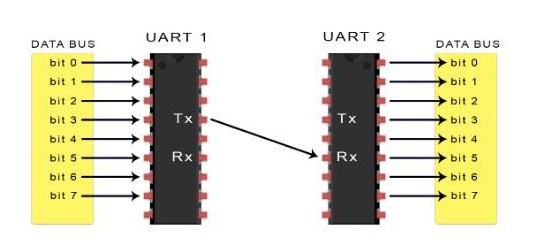 UART 1
UART 2
DATA BUS
DATA BUS
bit 0
bit 1
bit 2
bit 3
bit 4
bit 5
bit 6
bit 7
Tx
Rx
Tx
Rx
bit 0
bit 1
bit 2
bit 3
bit 4
bit 5
bit 6
bit 7